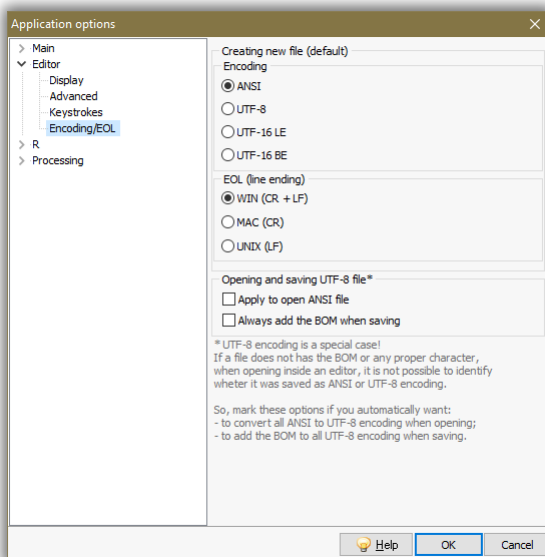 Application options
Main
Editor
Display
Advanced
Keystrokes
Encoding/EOL
R
Processing
Creating new file (default)
Encoding
ANSI
UTF-8
UTF-16 LE
UTF-16 BE
EOL (line ending)
WIN (CR + LF)
MAC (CR)
UNIX (LF)
Opening and saving UTF-8 file*
Apply to open ANSI file
Always add the BOM when saving
* UTF-8 encoding is a special case!
If a file does not has the BOM or any proper character,
when opening inside an editor, it is not possible to identify
wheter it was saved as ANSI or UTF-8 encoding.
So, mark these options if you automatically want:
- to convert all ANSI to UTF-8 encoding when opening;
- to add the BOM to all UTF-8 encoding when saving.
Help
OK
Cancel